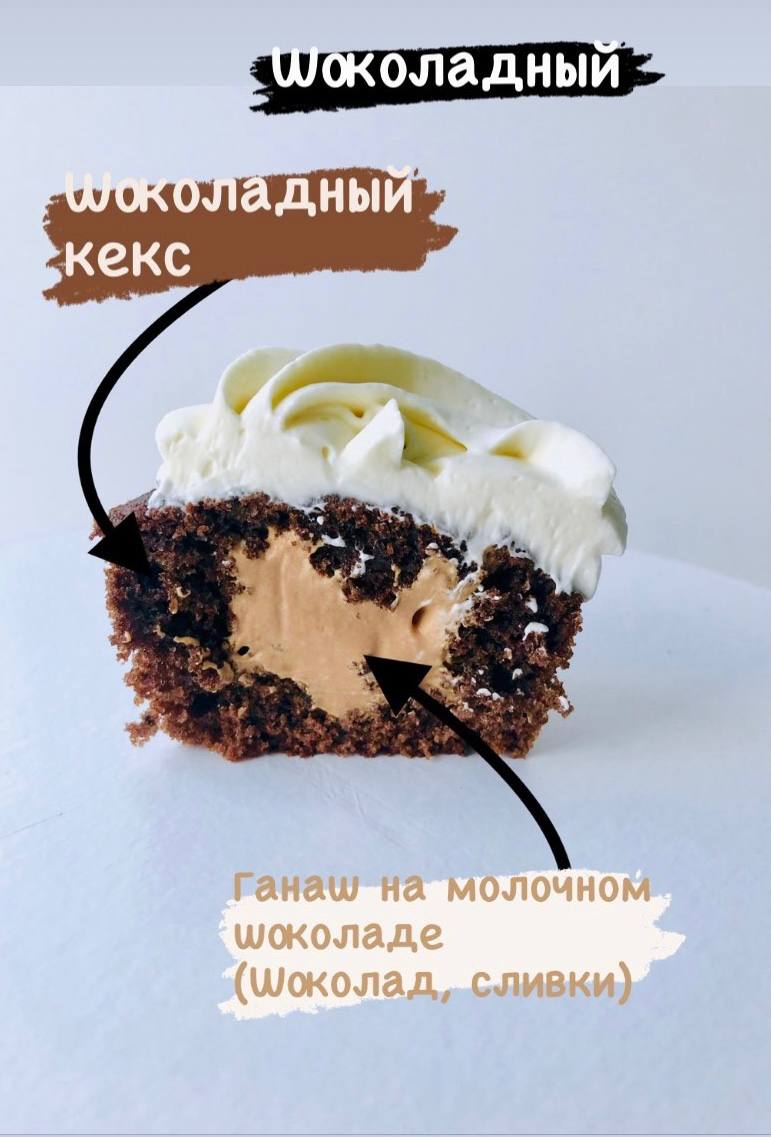 Шоколадный
Шоколадный
кекс
Ганаш на молочном
шоколаде
(Шоколад, сливки)